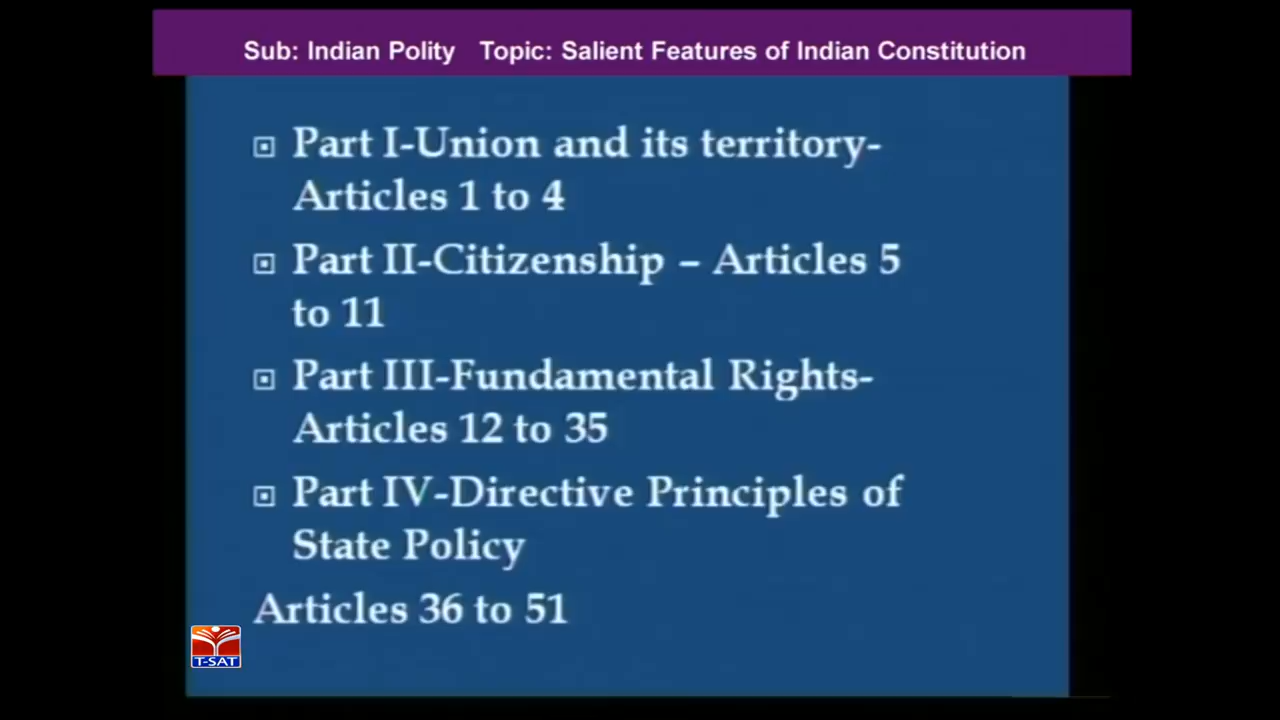 Sub: Indian Polity Topic: Salient Features of Indian Constitution
Part I-Union and its territory-
Articles 1 to 4
Part II-Citizenship – Articles 5
to 11
Part III-Fundamental Rights-
Articles 12 to 35
Part IV-Directive Principles of
State Policy
Articles 36 to 51
T-SAT